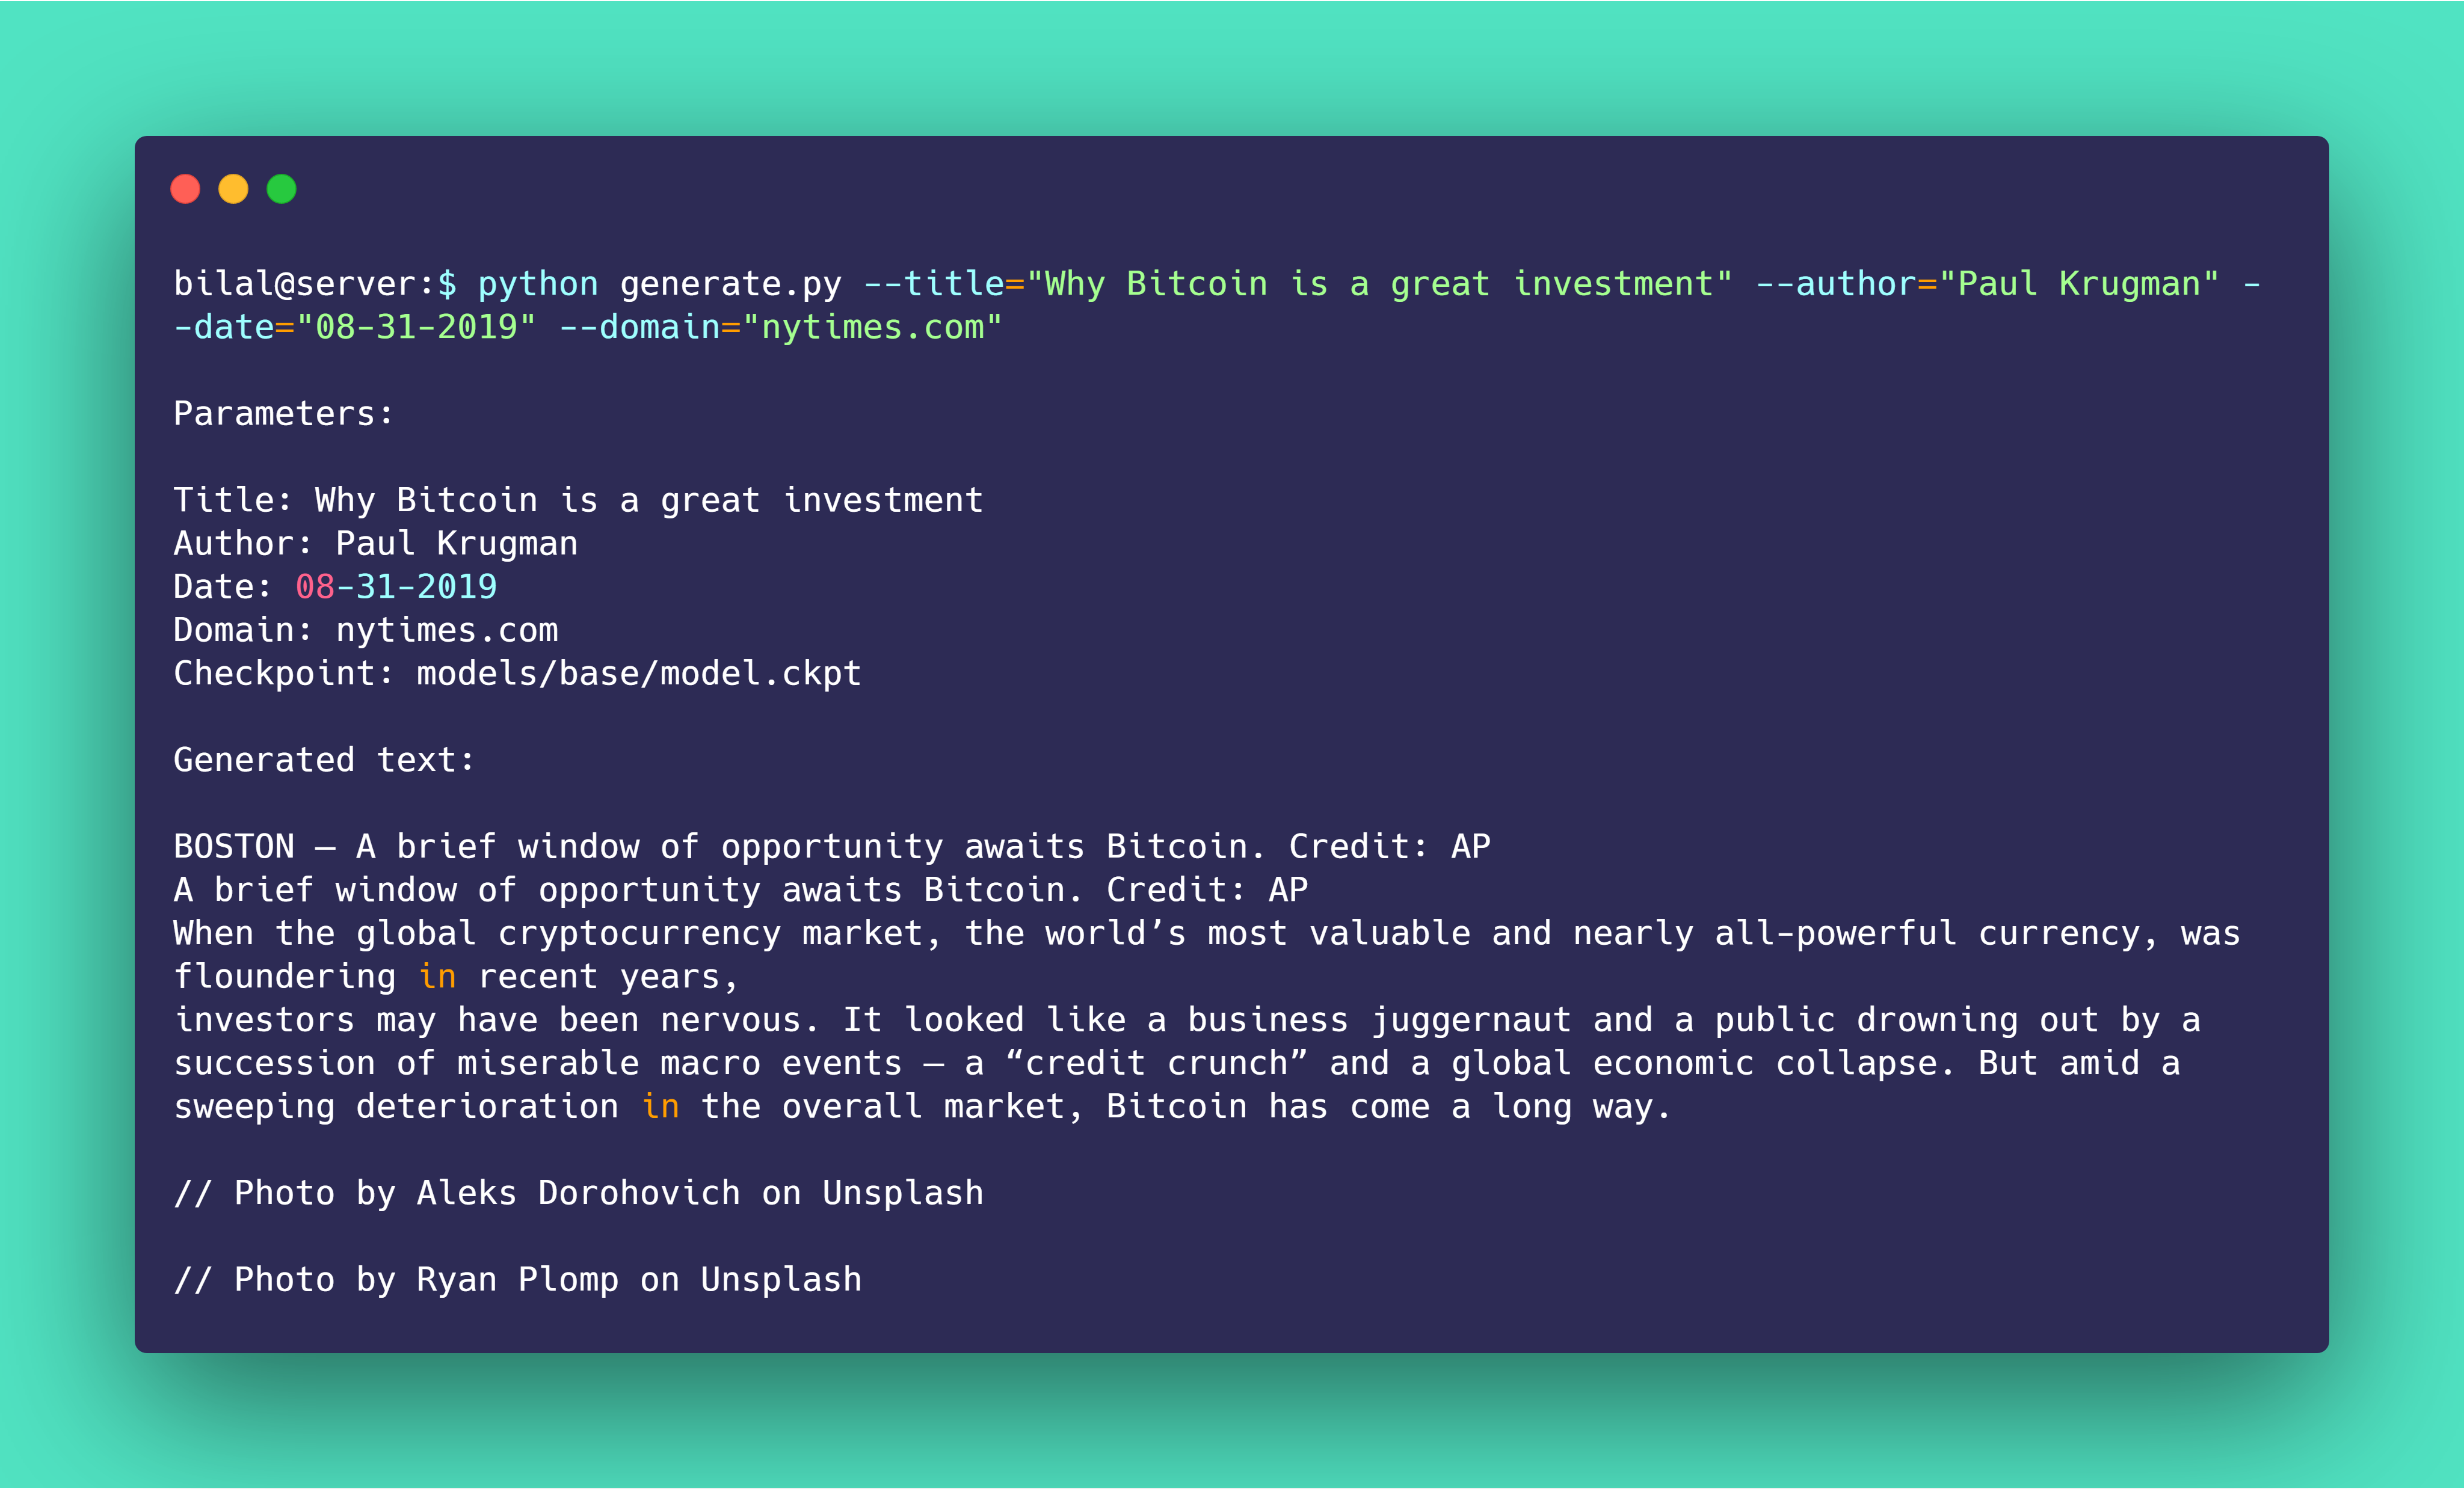 bilal@server:$ python generate.py --title="Why Bitcoin is a great investment" --author="Paul Krugman" -
-date="08-31-2019" --domain="nytimes.com"
Parameters:
Title: Why Bitcoin is a great investment
Author: Paul Krugman
Date: 08-31-2019
Domain: nytimes.com
Checkpoint: models/base/model.ckpt
Generated text:
BOSTON — A brief window of opportunity awaits Bitcoin. Credit: AP
A brief window of opportunity awaits Bitcoin. Credit: AP
When the global cryptocurrency market, the world’s most valuable and nearly all-powerful currency, was
floundering in recent years,
investors may have been nervous. It looked like a business juggernaut and a public drowning out by a
succession of miserable macro events — a “credit crunch” and a global economic collapse. But amid a
sweeping deterioration in the overall market, Bitcoin has come a long way.
// Photo by Aleks Dorohovich on Unsplash
// Photo by Ryan Plomp on Unsplash